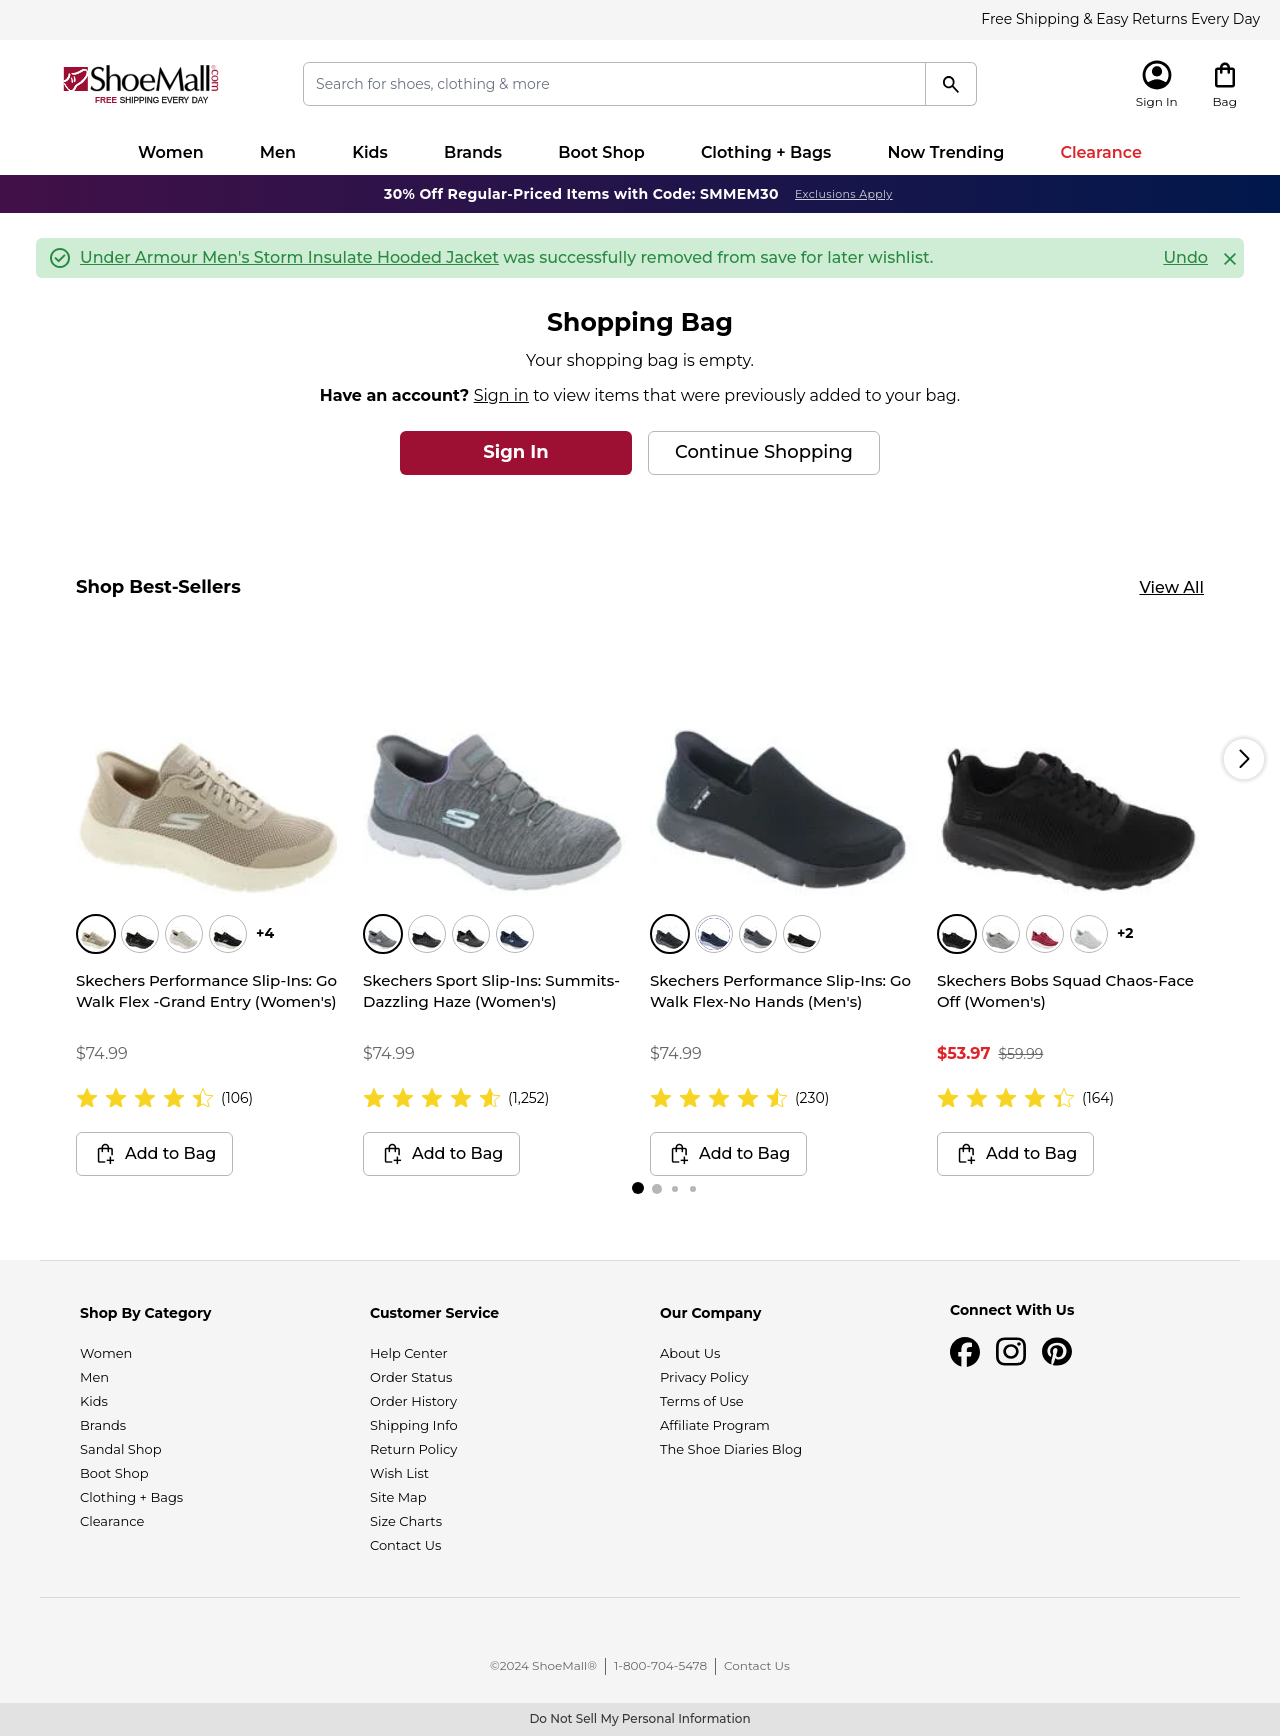 Free Shipping & Easy Returns Every Day
ShoeMall.com
FREE SHIPPING EVERY DAY
Search for shoes, clothing & more
Sign In
Bag
Women Men Kids Brands Boot Shop Clothing + Bags Now Trending Clearance
30% Off Regular-Priced Items with Code: SMMEM30 Exclusions Apply
Under Armour Men's Storm Insulate Hooded Jacket was successfully removed from save for later wishlist. Undo
Shopping Bag
Your shopping bag is empty.
Have an account? Sign in to view items that were previously added to your bag.
Sign In
Continue Shopping
Shop Best-Sellers
View All
+4
Skechers Performance Slip-Ins: Go
Walk Flex -Grand Entry (Women's)
$74.99
(106)
Add to Bag
Skechers Sport Slip-Ins: Summits-
Dazzling Haze (Women's)
$74.99
(1,252)
Add to Bag
Skechers Performance Slip-Ins: Go
Walk Flex-No Hands (Men's)
$74.99
(230)
Add to Bag
+2
Skechers Bobs Squad Chaos-Face
Off (Women's)
$53.97 $59.99
(164)
Add to Bag
Shop By Category
Women
Men
Kids
Brands
Sandal Shop
Boot Shop
Clothing + Bags
Clearance
Customer Service
Help Center
Order Status
Order History
Shipping Info
Return Policy
Wish List
Site Map
Size Charts
Contact Us
Our Company
About Us
Privacy Policy
Terms of Use
Affiliate Program
The Shoe Diaries Blog
Connect With Us
©2024 ShoeMall® 1-800-704-5478 Contact Us
Do Not Sell My Personal Information